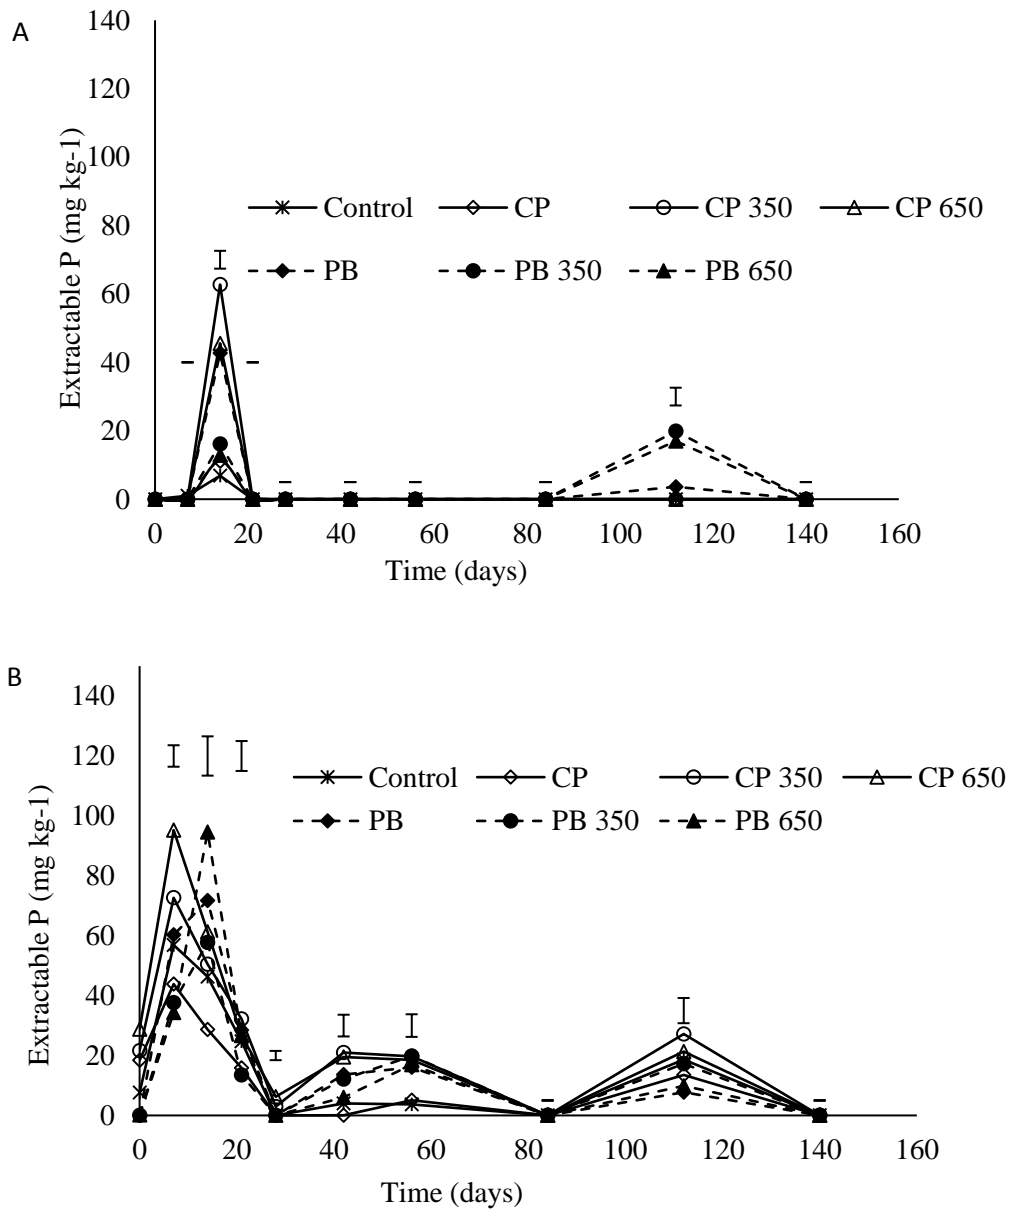 A
140
120
100
80
60
40
20
0
Extractable P (mg kg-1)
Control CP CP 350 CP 650
PB PB 350 PB 650
0 20 40 60 80 100 120 140 160
Time (days)
B
140
120
100
80
60
40
20
0
Extractable P (mg kg-1)
Control CP CP 350 CP 650
PB PB 350 PB 650
0 20 40 60 80 100 120 140 160
Time (days)